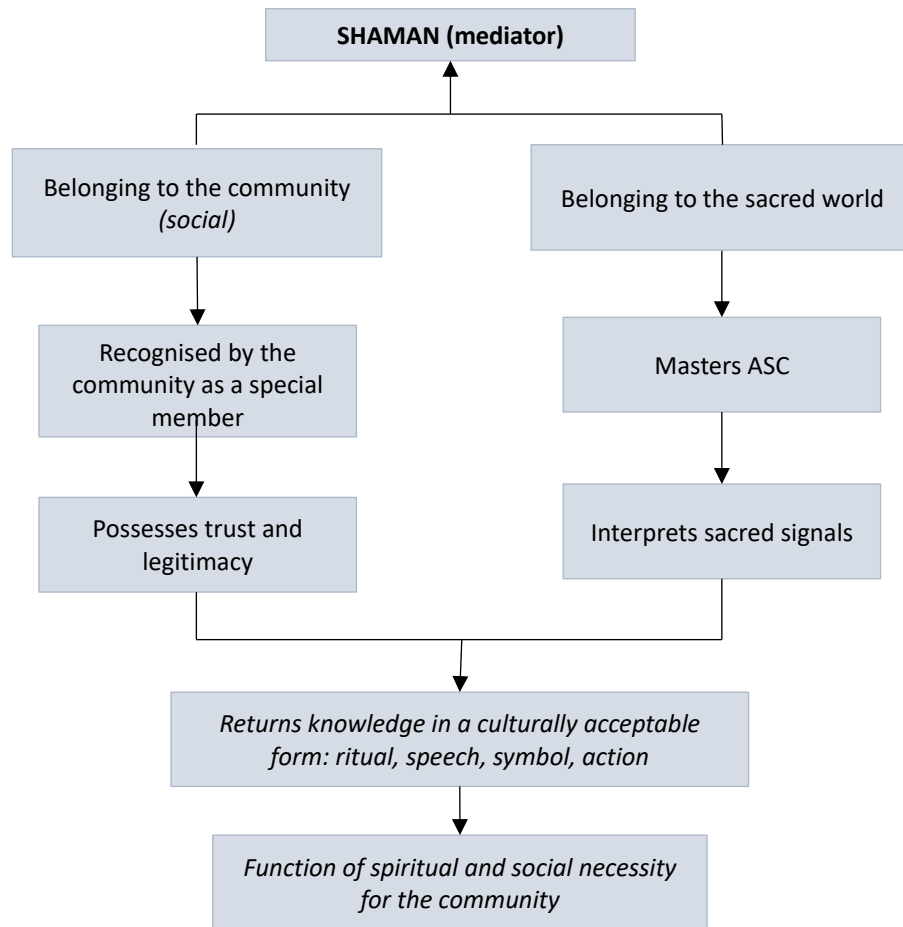 SHAMAN (mediator)
Belonging to the community
(social)
Belonging to the sacred world
Recognised by the
community as a special
member
Masters ASC
Possesses trust and
legitimacy
Interprets sacred signals
Returns knowledge in a culturally acceptable
form: ritual, speech, symbol, action
Function of spiritual and social necessity
for the community